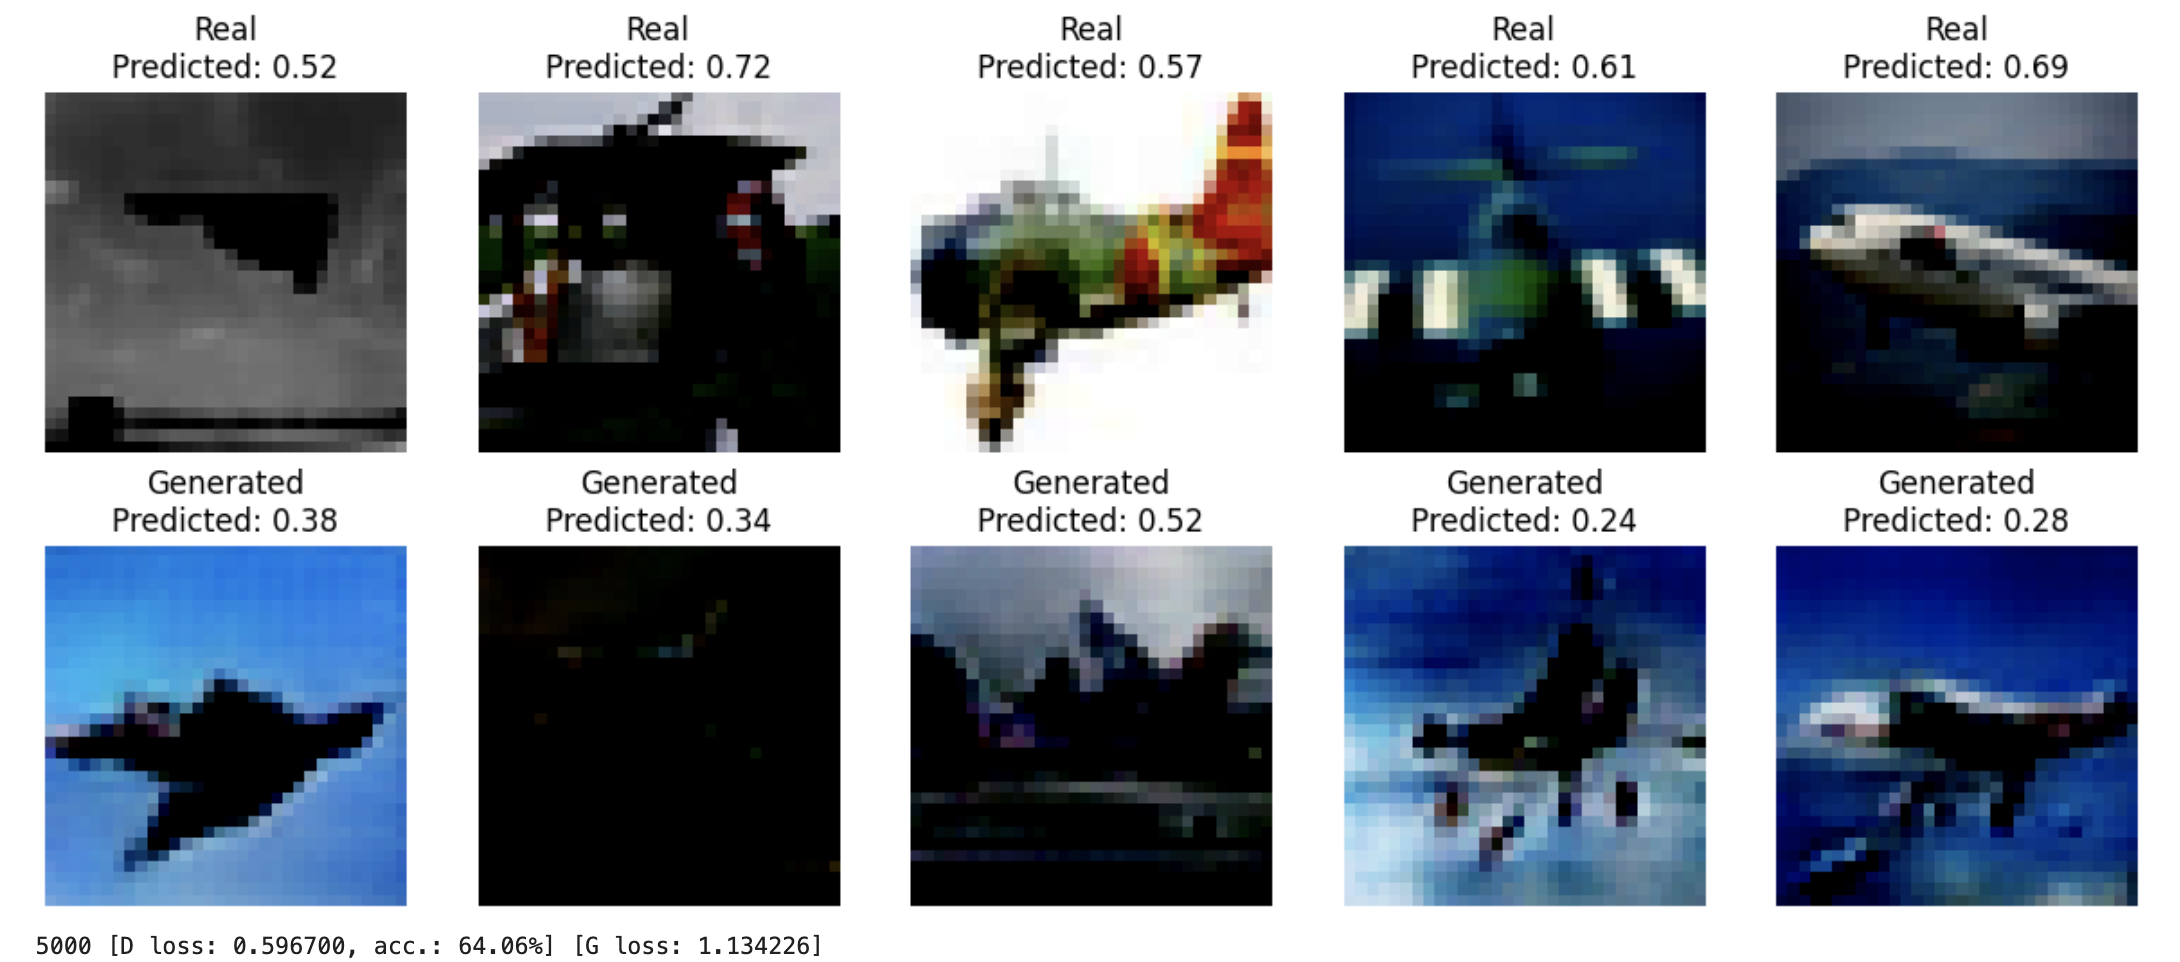 Real
Predicted: 0.52
Real
Predicted: 0.72
Real
Predicted: 0.57
Real
Predicted: 0.61
Real
Predicted: 0.69
Generated
Predicted: 0.38
Generated
Predicted: 0.34
Generated
Predicted: 0.52
Generated
Predicted: 0.24
Generated
Predicted: 0.28
5000 [D loss: 0.596700, acc.: 64.06%] [G loss: 1.134226]